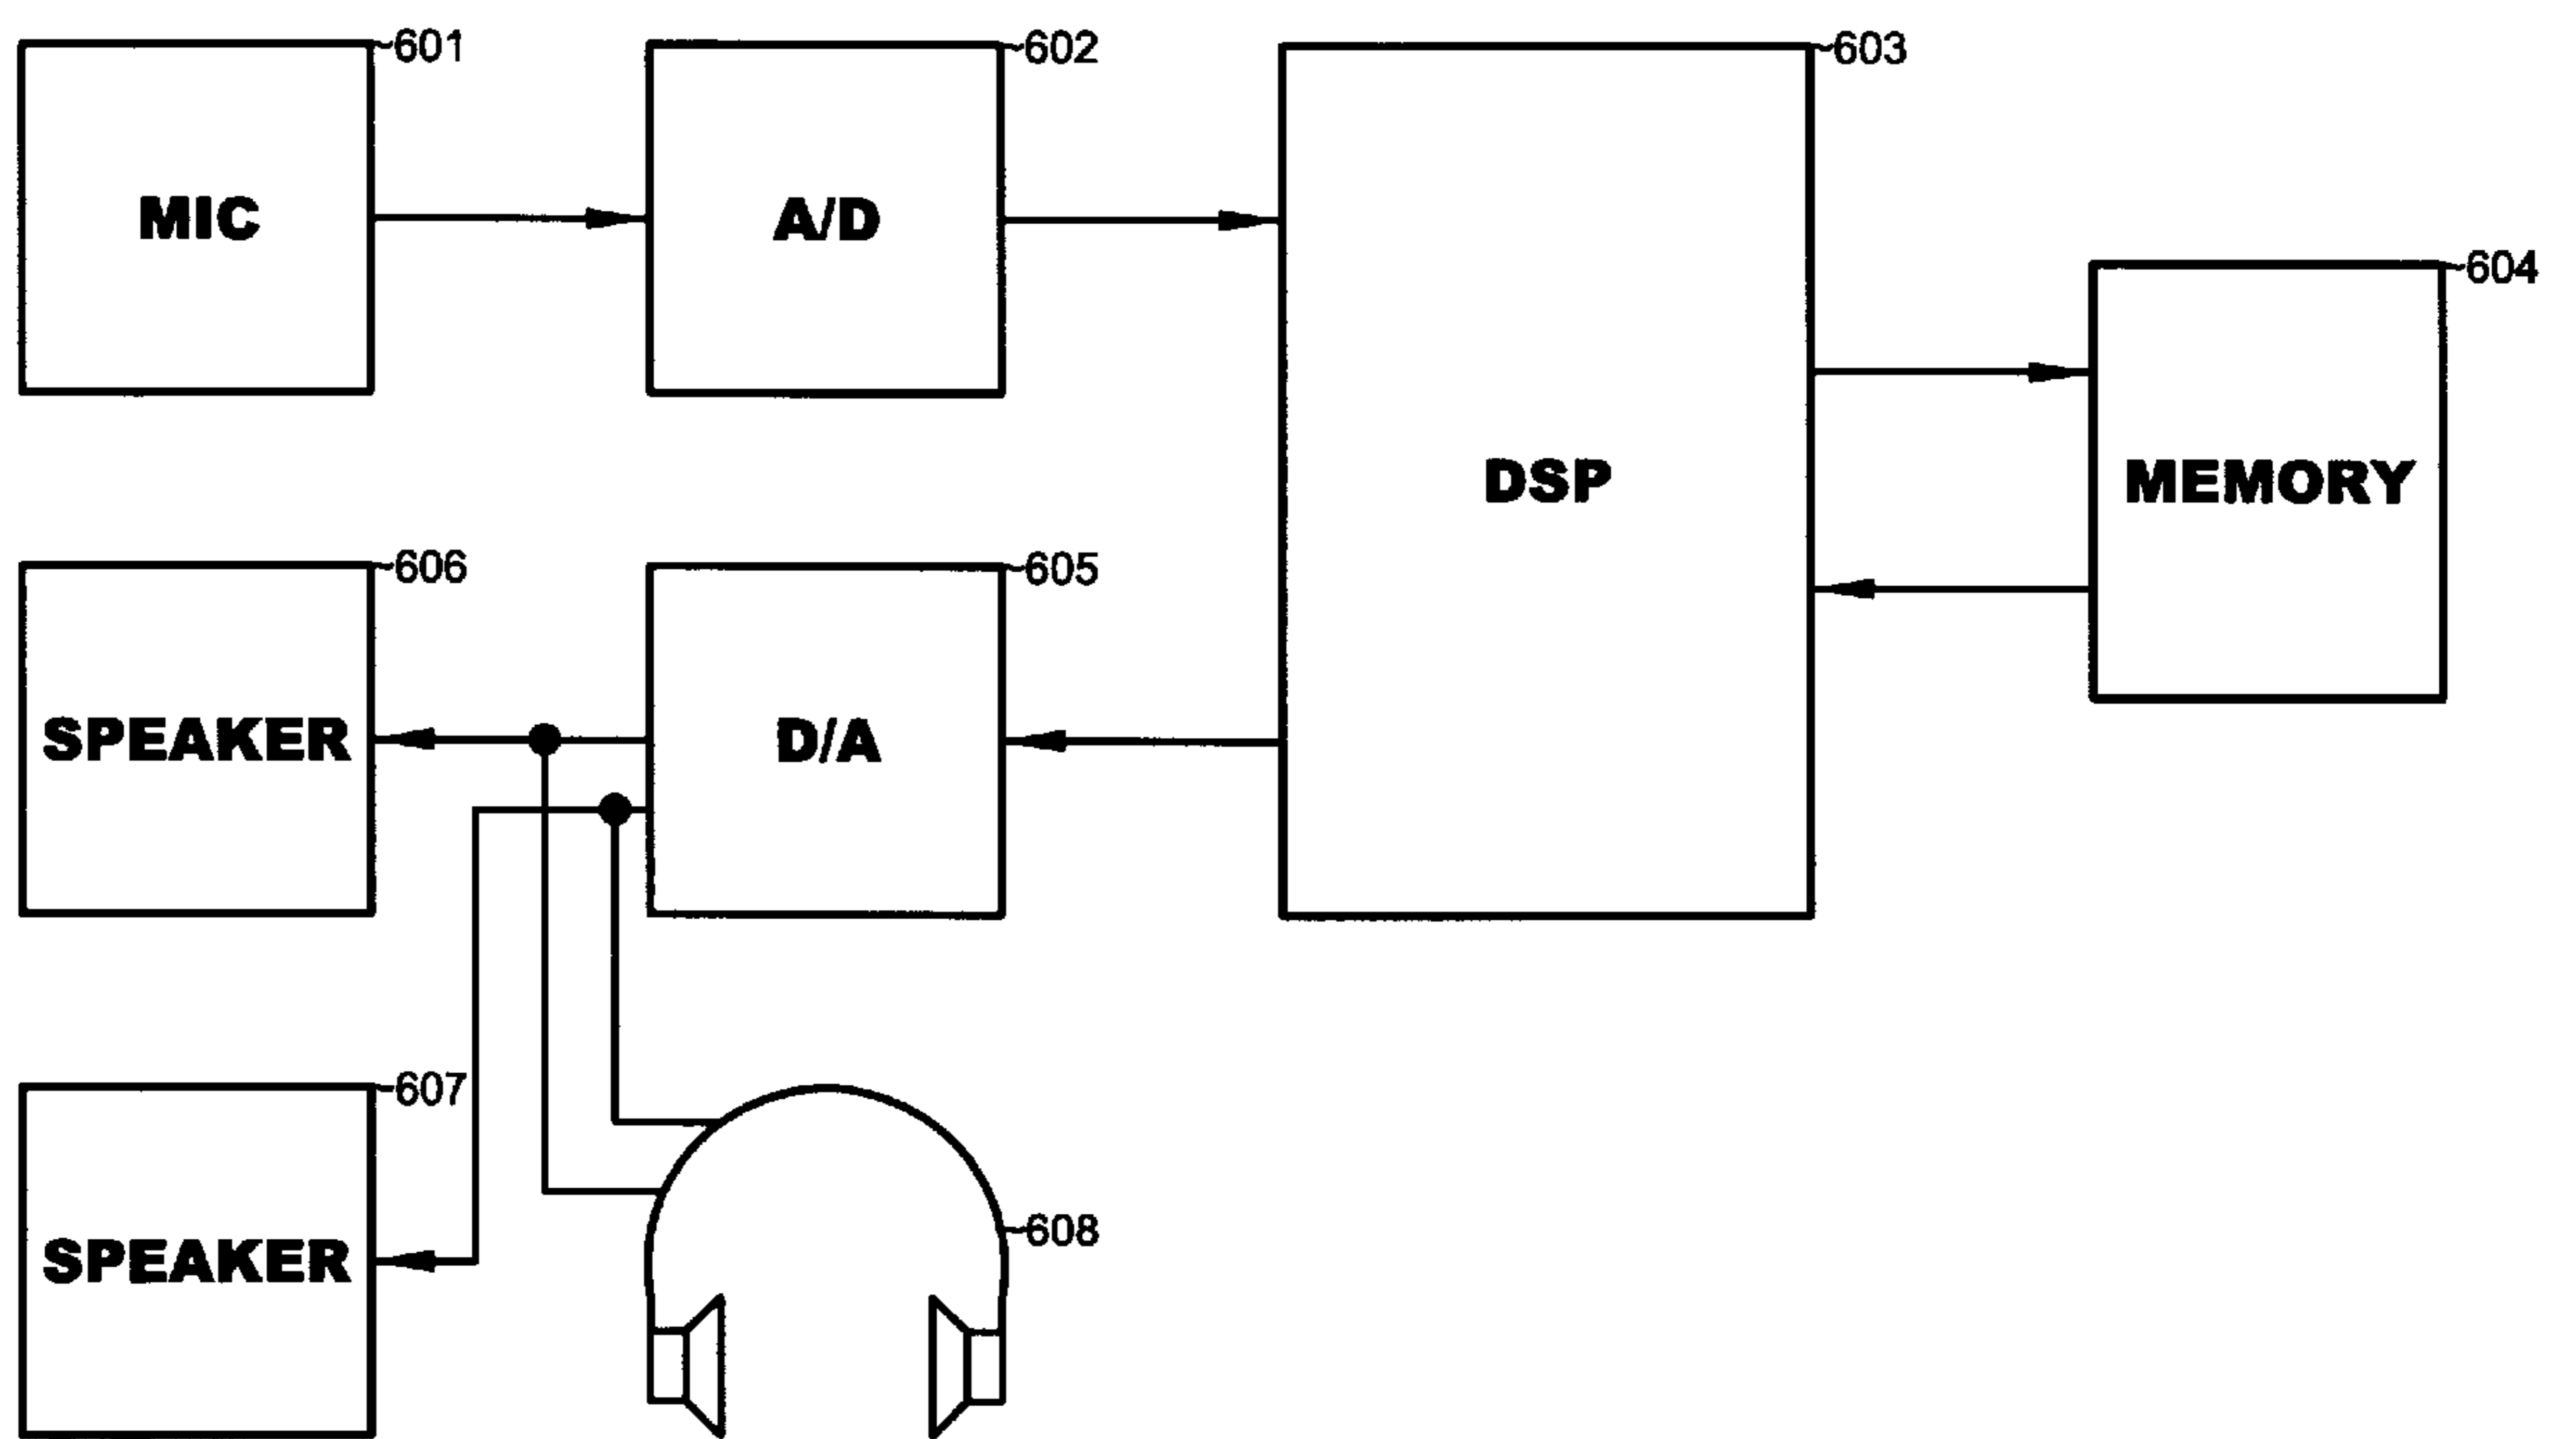 601
602
603
MIC
A/D
604
DSP
MEMORY
606
605
SPEAKER
D/A
607
608
SPEAKER